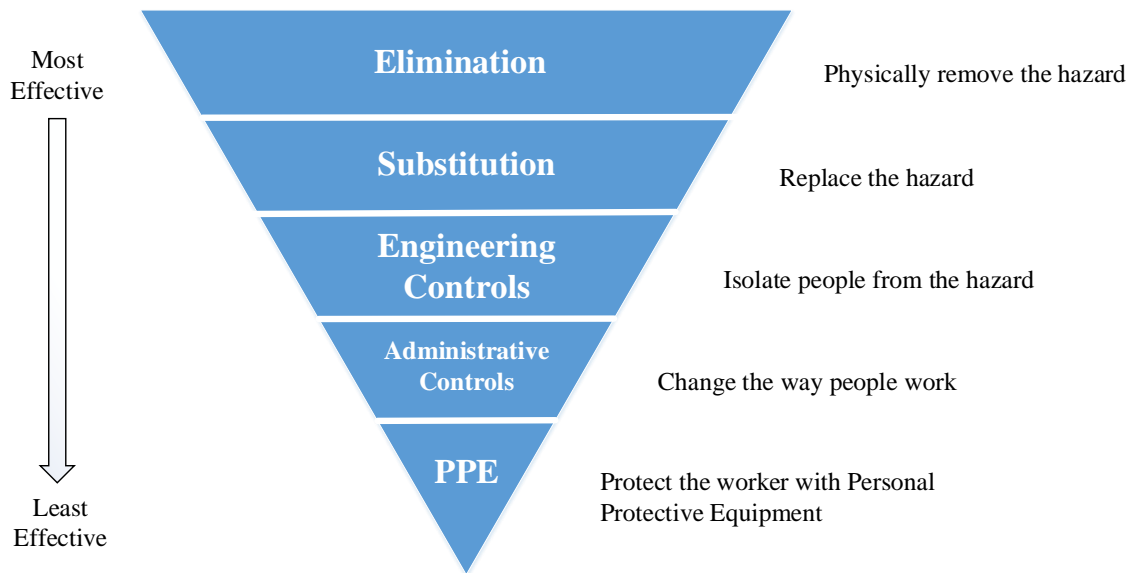 Most
Effective
Elimination
Physically remove the hazard
Substitution
Replace the hazard
Engineering
Controls
Isolate people from the hazard
Administrative
Controls
Change the way people work
PPE
Protect the worker with Personal
Protective Equipment
Least
Effective